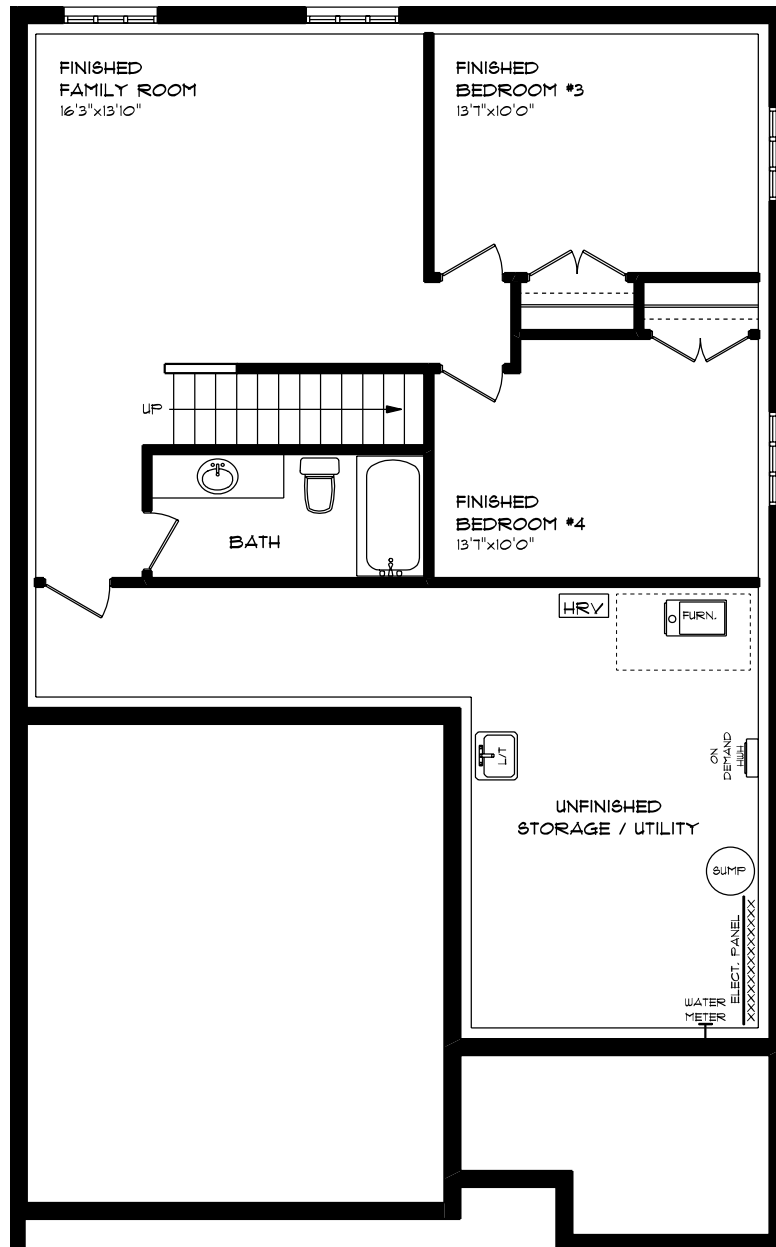 FINISHED
FAMILY ROOM
16'3"x13'10"
FINISHED
BEDROOM #3
13'7"x10'0"
UP
BATH
FINISHED
BEDROOM #4
13'7"x10'0"
HRV
FURN.
L/T
ON
DEMAND
HWH
UNFINISHED
STORAGE / UTILITY
SUMP
ELECT. PANEL
WATER
METER